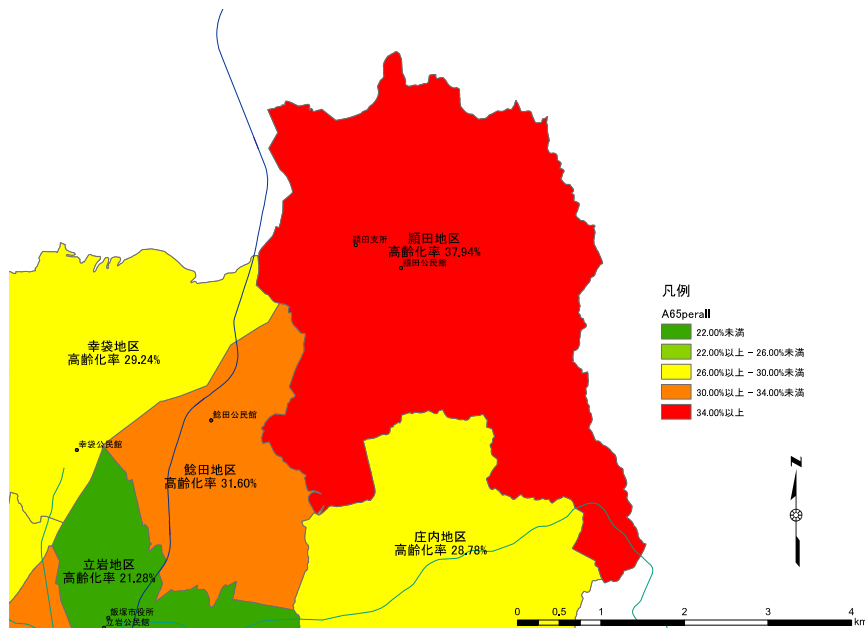 頴田支所
頴田地区
高齢化率 37.94%
頴田公民館
凡例
A65perall
22.00%未満
22.00%以上 - 26.00%未満
26.00%以上 - 30.00%未満
30.00%以上 - 34.00%未満
34.00%以上
幸袋地区
高齢化率 29.24%
鯰田公民館
幸袋公民館
鯰田地区
高齢化率 31.60%
N
庄内地区
高齢化率 28.78%
立岩地区
高齢化率 21.28%
飯塚市役所
立岩公民館
0 0.5 1 2 3 4
km